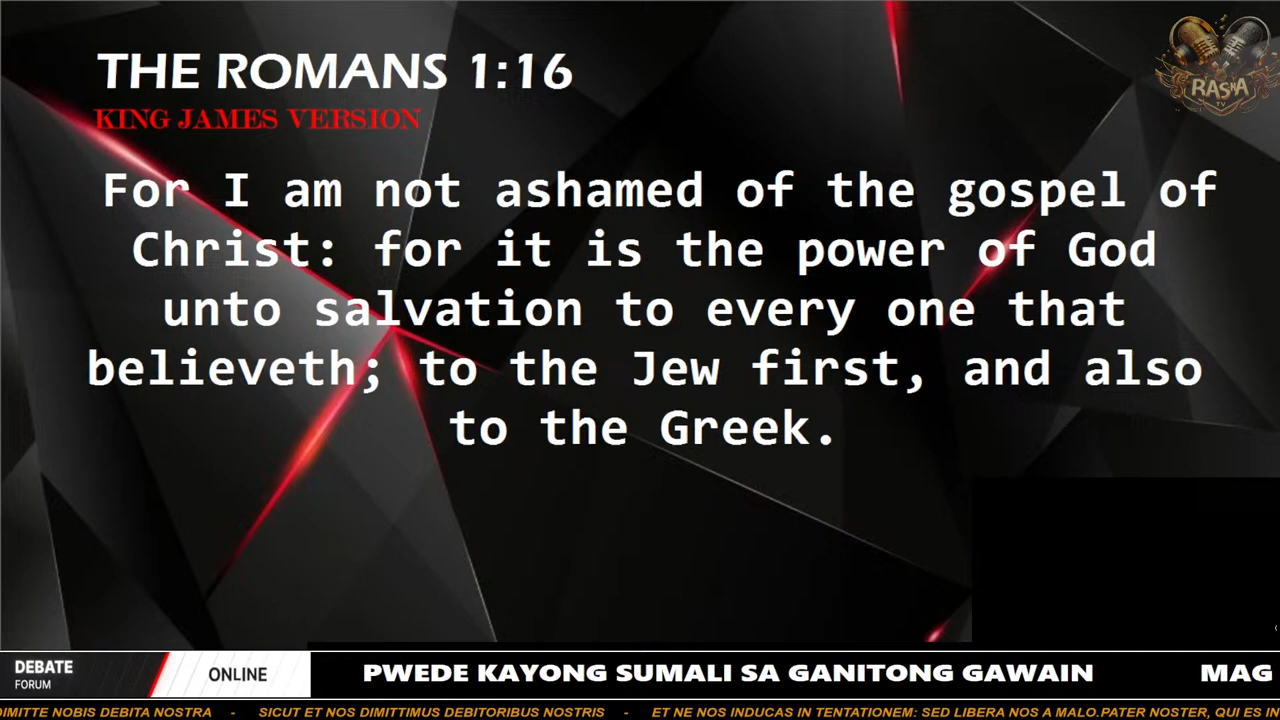 THE ROMANS 1:16
KING JAMES VERSION
RASHA
TV
For I am not ashamed of the gospel of
Christ: for it is the power of God
unto salvation to every one that
believeth; to the Jew first, and also
to the Greek.
DEBATE
FORUM
ONLINE
PWEDE KAYONG SUMALI SA GANITONG GAWAIN MAG
DIMITTE NOBIS DEBITA NOSTRA - SICUT ET NOS DIMITTIMUS DEBITORIBUS NOSTRIS - ET NE NOS INDUCAS IN TENTATIONEM: SED LIBERA NOS A MALO.PATER NOSTER, QUI ES IN